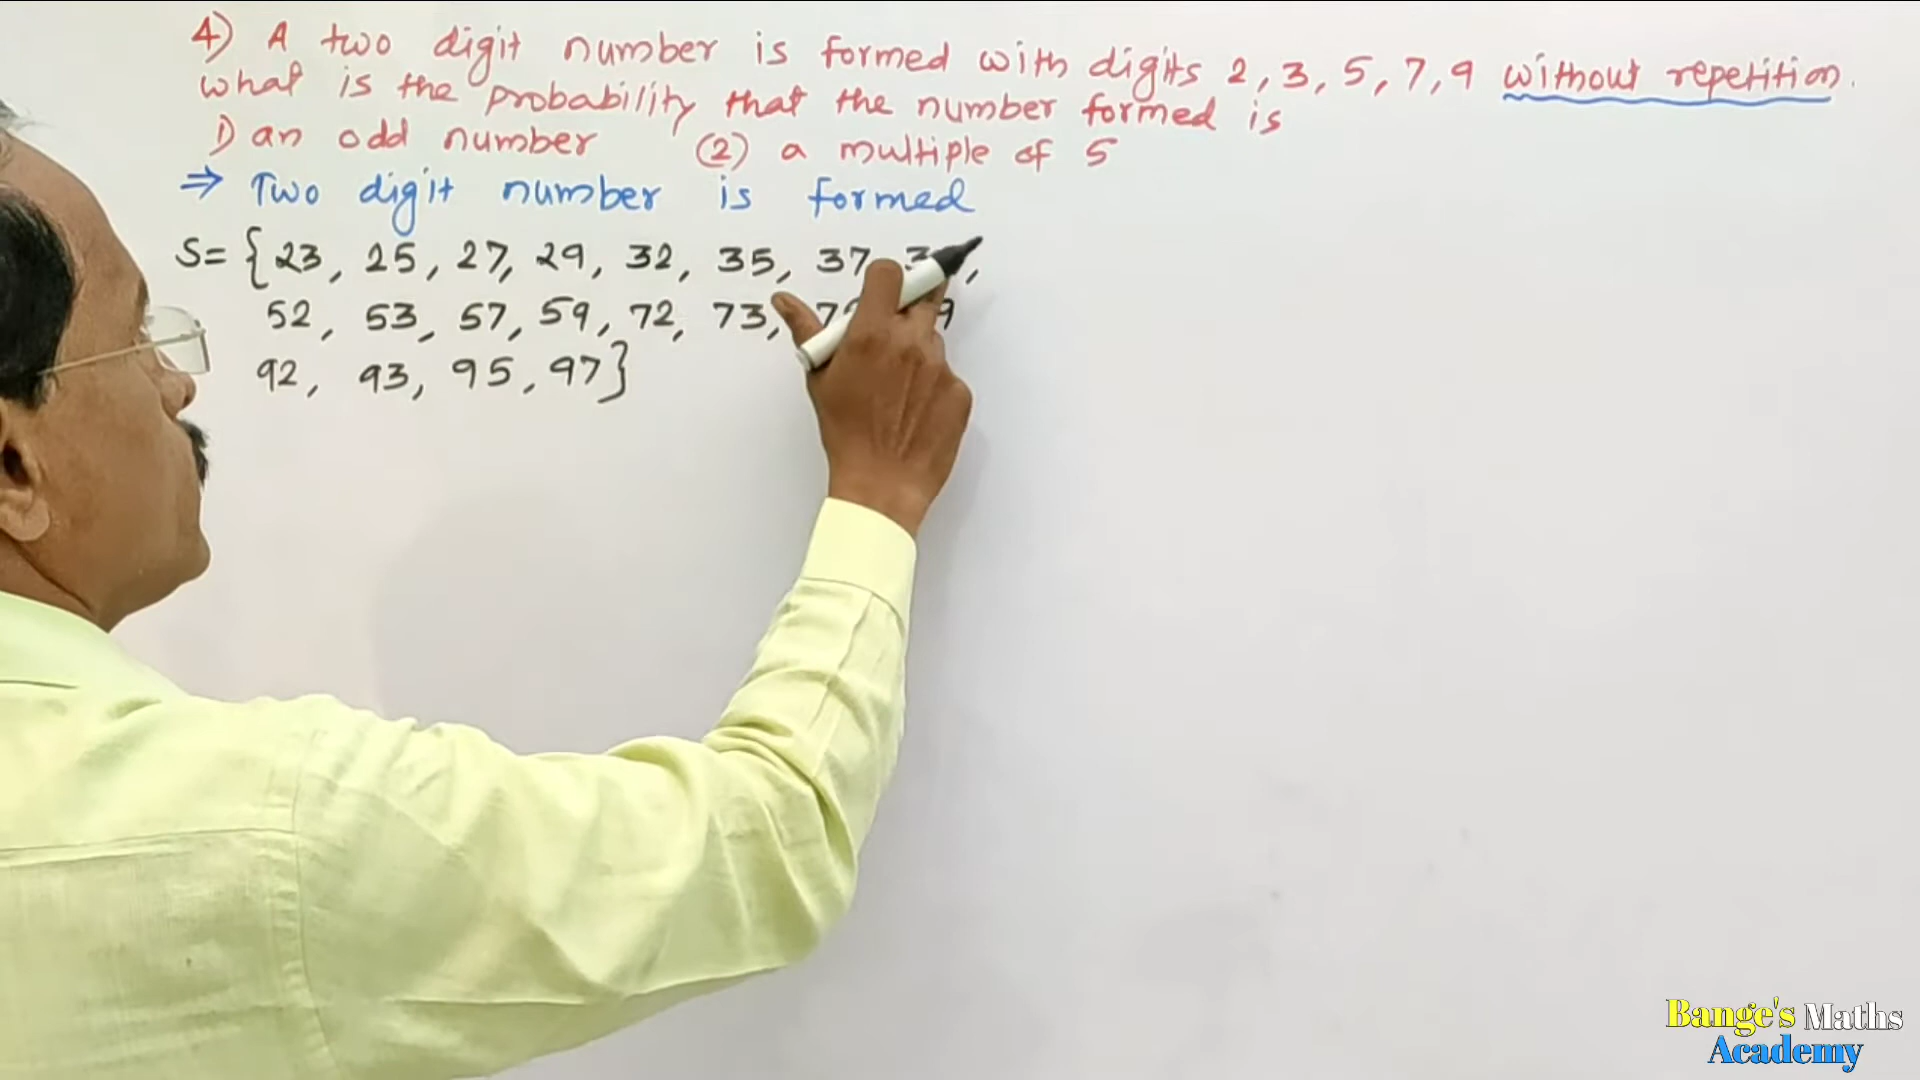 4) A two digit number is formed with digits 2, 3, 5, 7, 9 without repetition.
what is the probability that the number formed is
1) an odd number (2) a multiple of 5
⇒ Two digit number is formed
S= {23, 25, 27, 29, 32, 35, 37,
52, 53, 57, 59, 72, 73,
92, 93, 95, 97}
Bange's Maths
Academy